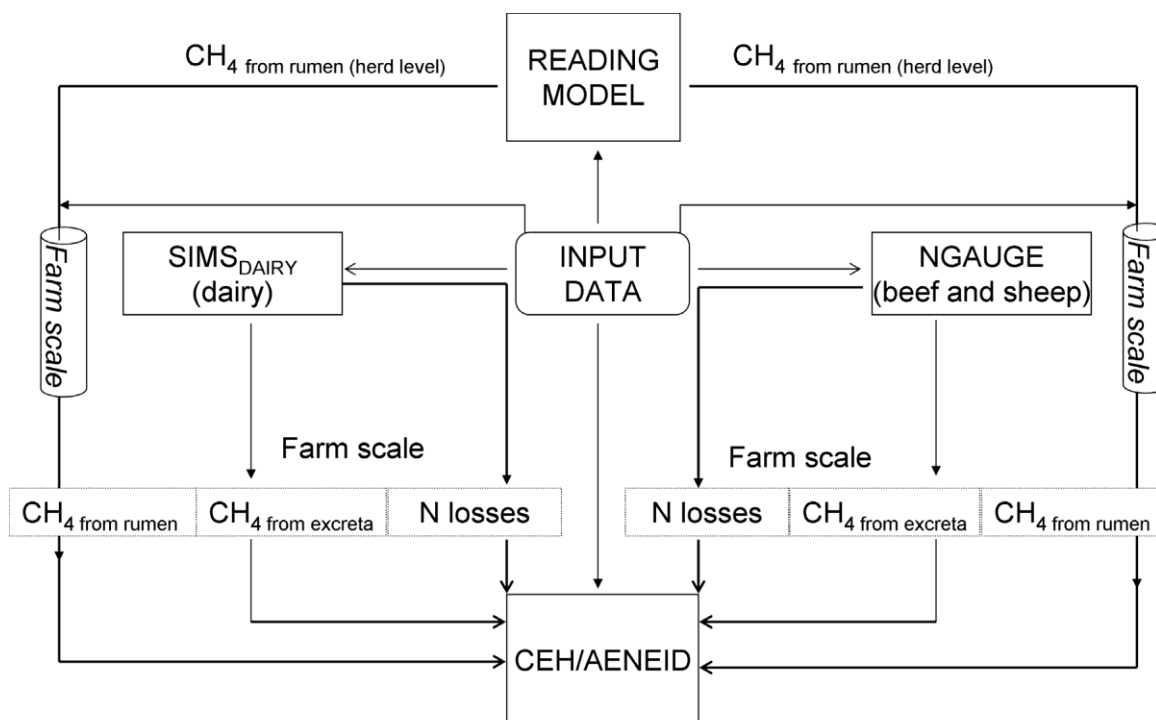 CH₄ from rumen (herd level)
READING
MODEL
CH₄ from rumen (herd level)
Farm scale
SIMS_DAIRY
(dairy)
INPUT
DATA
NGAUGE
(beef and sheep)
Farm scale
Farm scale
Farm scale
CH₄ from rumen
CH₄ from excreta
N losses
N losses
CH₄ from excreta
CH₄ from rumen
CEH/AENEID